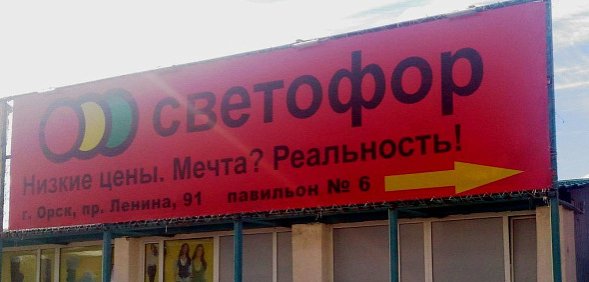 светофор
Низкие цены. Мечта? Реальность!
г. Орск, пр. Ленина, 91 павильон № 6